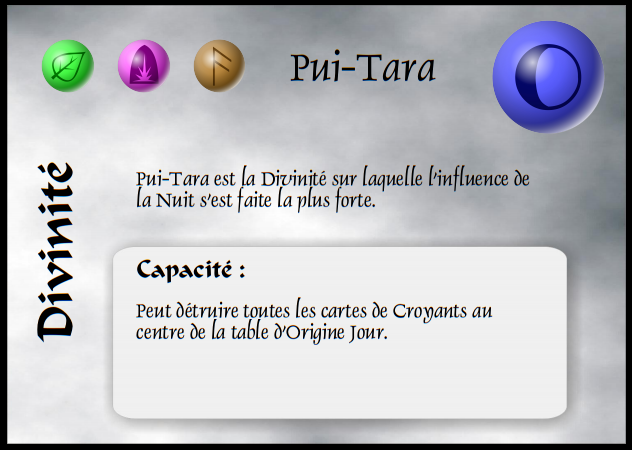 Pui-Tara
Divinité
Pui-Tara est la Divinité sur laquelle l'influence de
la Nuit s'est faite la plus forte.
Capacité :
Peut détruire toutes les cartes de Croyants au
centre de la table d'Origine Jour.